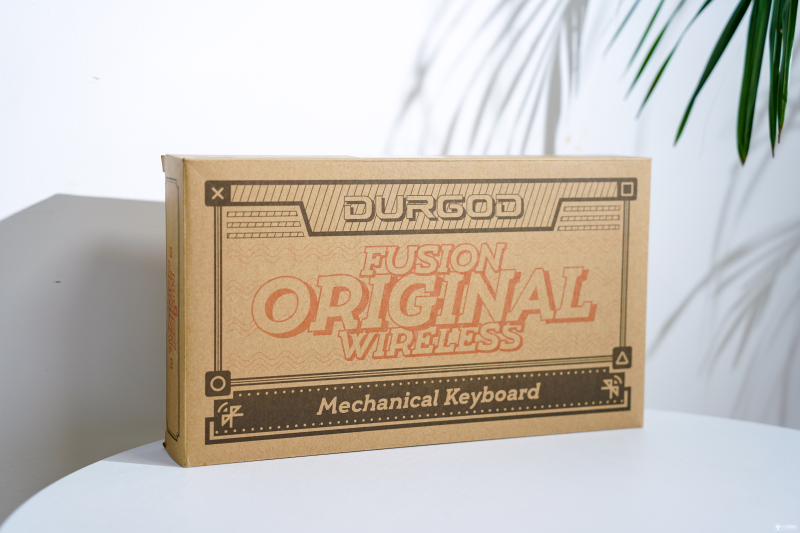 DURGOD
FUSION
ORIGINAL
WIRELESS
Mechanical Keyboard